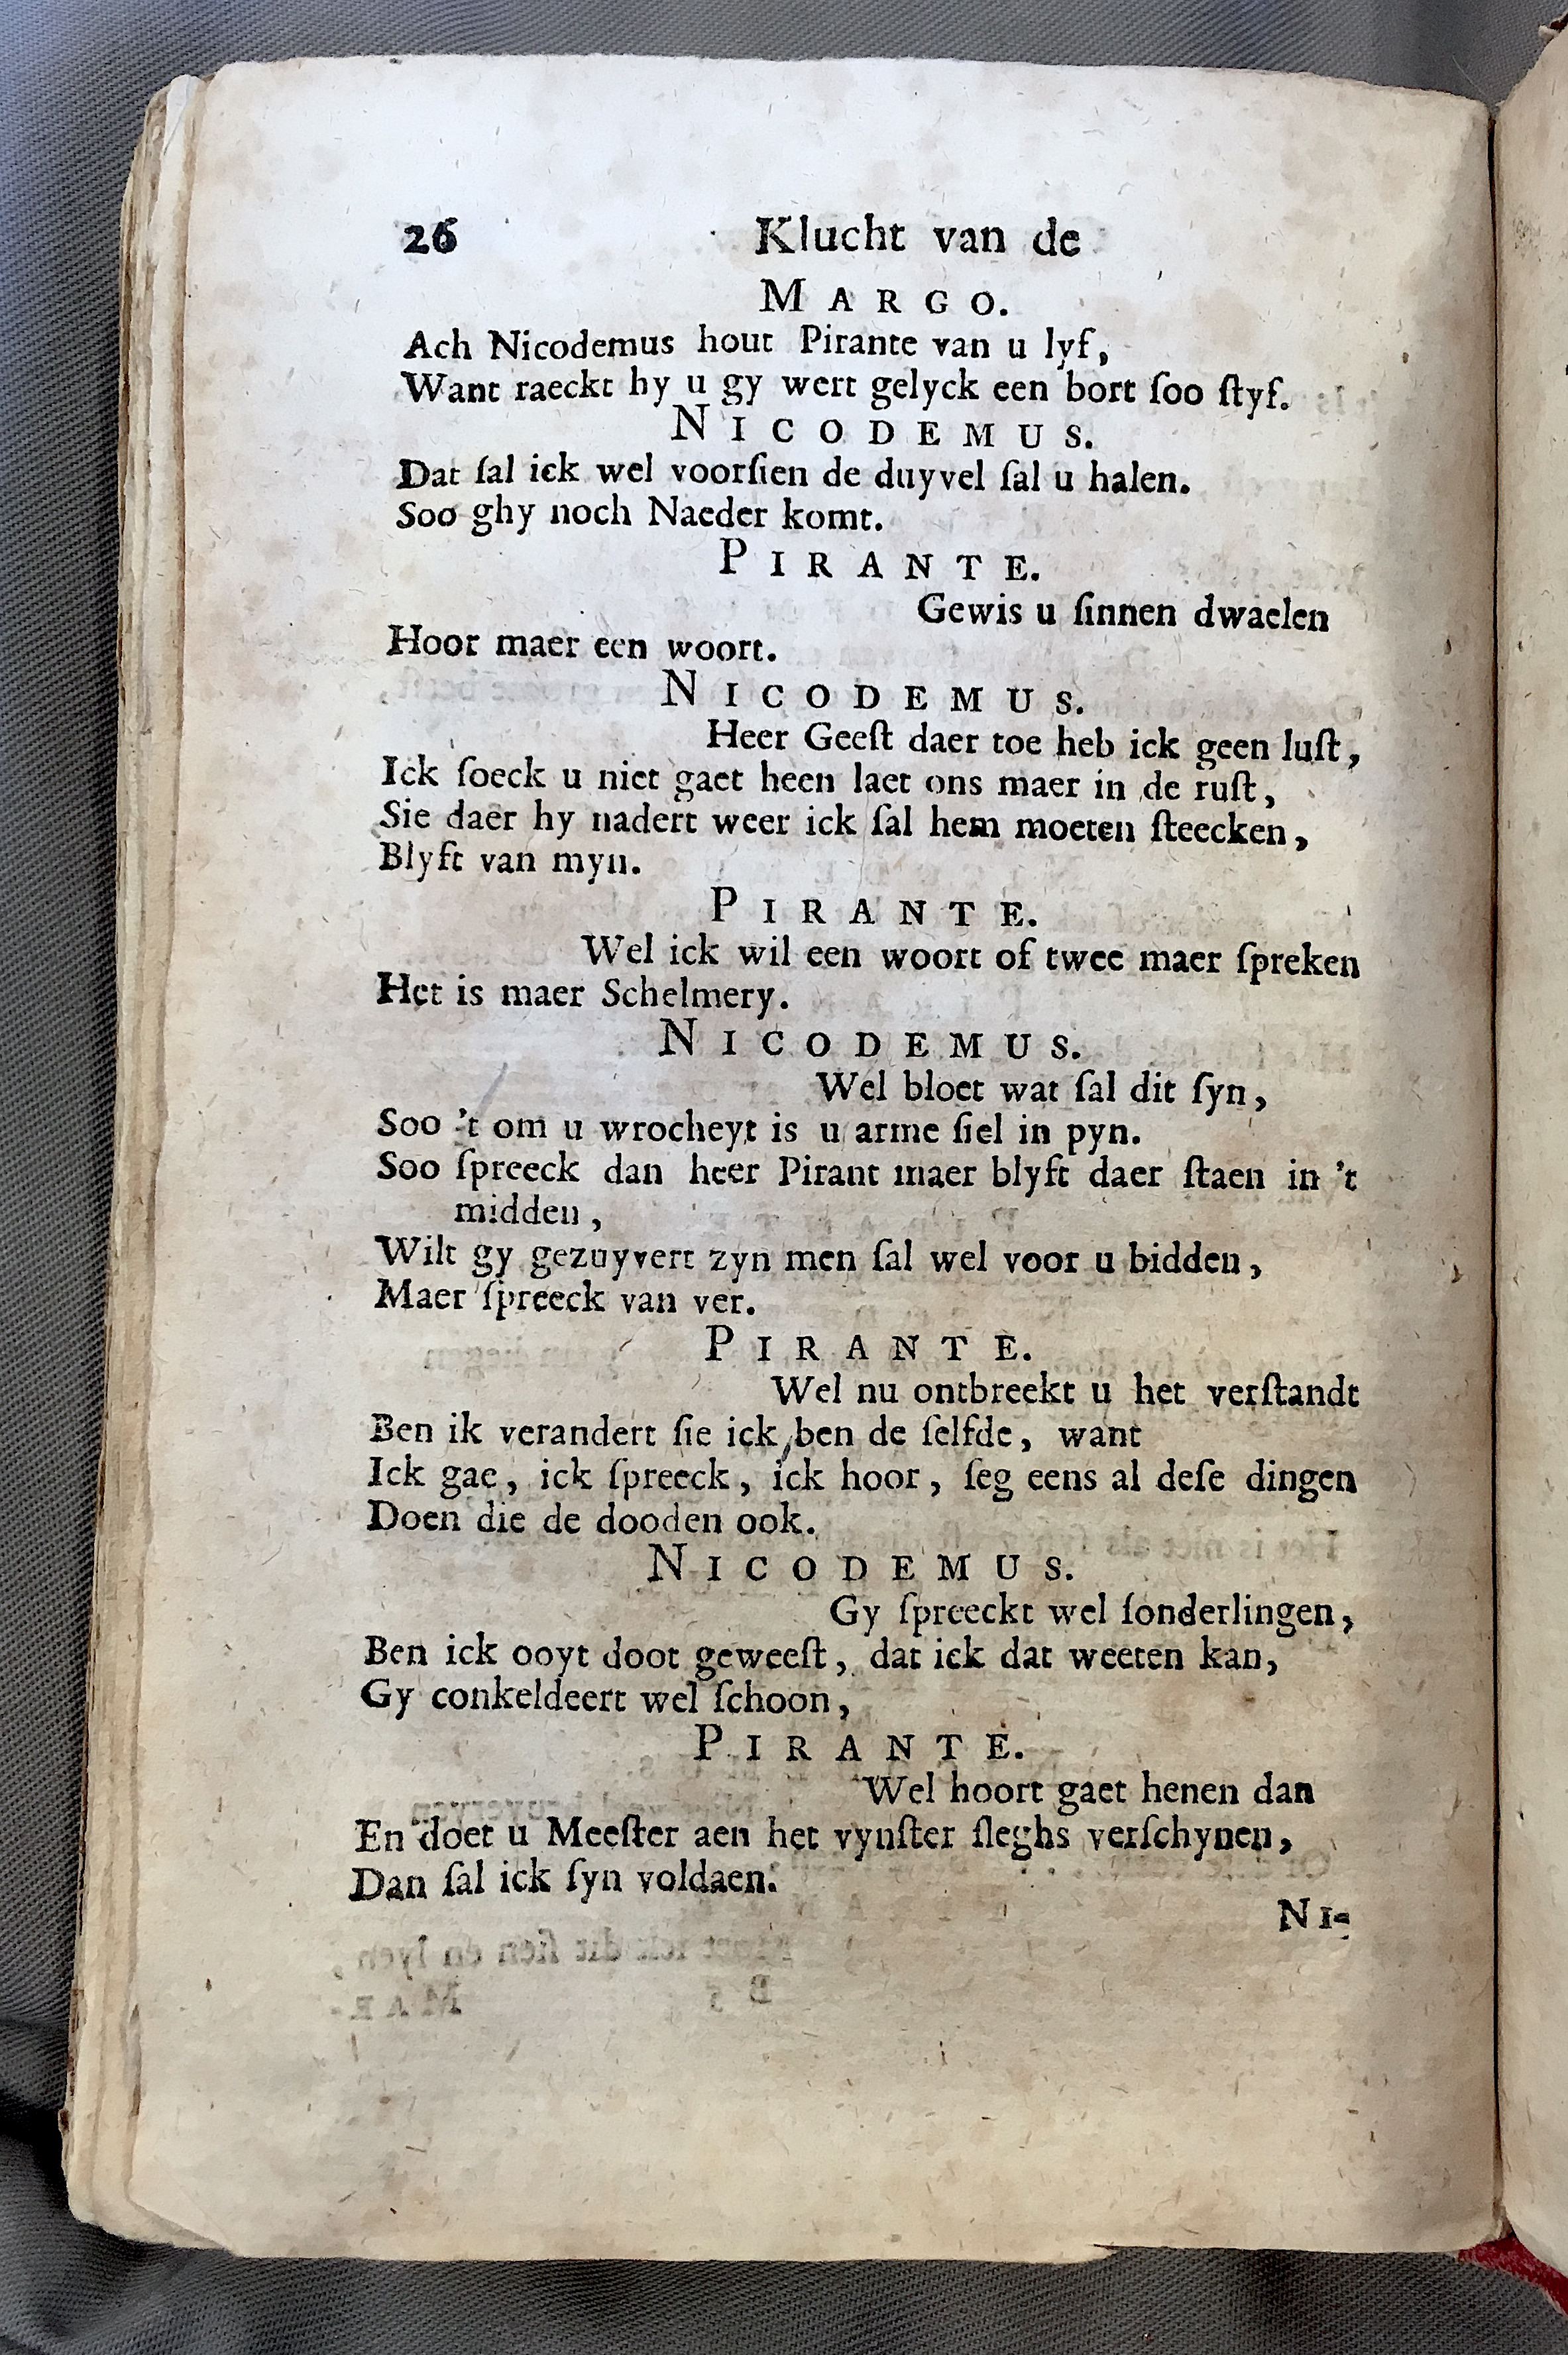 26 Klucht van de
MARGO.
Ach Nicodemus hout Pirante van u lyf,
Want raeckt hy u gy wert gelyck een bort ſoo ſtyf.
NICODEMUS.
Dat ſal ick wel voorſien de duyvel ſal u halen.
Soo ghy noch Naeder komt.
PIRANTE.
Gewis u ſinnen dwaelen
Hoor maer een woort.
NICODEMUS.
Heer Geeſt daer toe heb ick geen luſt,
Ick ſoeck u niet gaet heen laet ons maer in de ruſt,
Sie daer hy nadert weer ick ſal hem moeten ſteecken,
Blyft van myn.
PIRANTE.
Wel ick wil een woort of twee maer ſpreken
Het is maer Schelmery.
NICODEMUS.
Wel bloet wat ſal dit ſyn,
Soo 't om u wrocheyt is u arme ſiel in pyn.
Soo ſpreeck dan heer Pirant maer blyft daer ſtaen in 't
midden,
Wilt gy gezuyvert zyn men ſal wel voor u bidden,
Maer ſpreeck van ver.
PIRANTE.
Wel nu ontbreekt u het verſtandt
Ben ik verandert ſie ick ben de ſelfde, want
Ick gae, ick ſpreeck, ick hoor, ſeg eens al deſe dingen
Doen die de dooden ook.
NICODEMUS.
Gy ſpreeckt wel ſonderlingen,
Ben ick ooyt doot geweeſt, dat ick dat weeten kan,
Gy conkeldeert wel ſchoon,
PIRANTE.
Wel hoort gaet henen dan
En doet u Meeſter aen het vynſter ſleghs verſchynen,
Dan ſal ick ſyn voldaen.
NI-